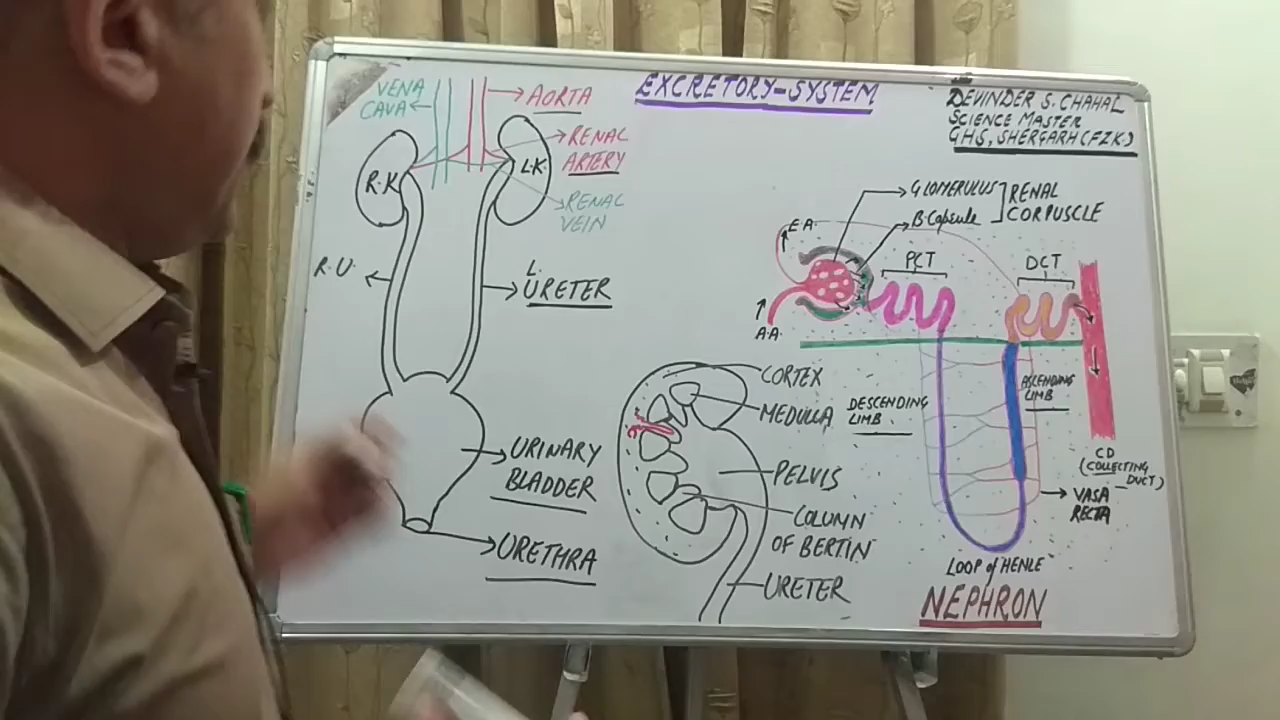 EXCRETORY-SYSTEM
DEVINDER S. CHAHAL
SCIENCE MASTER
GHS, SHERGARH (FZK.)
VENA
CAVA
AORTA
RENAL
ARTERY
RENAL
VEIN
R.K
L.K.
R.U.
L.
URETER
URINARY
BLADDER
URETHRA
CORTEX
MEDULLA
PELVIS
COLUMN
OF BERTIN
URETER
GLOMERULUS
B.Capsule
RENAL
CORPUSCLE
E.A.
A.A.
PCT
DCT
DESCENDING
LIMB
ASCENDING
LIMB
CD
(COLLECTING
DUCT)
VASA
RECTA
LOOP of HENLE
NEPHRON